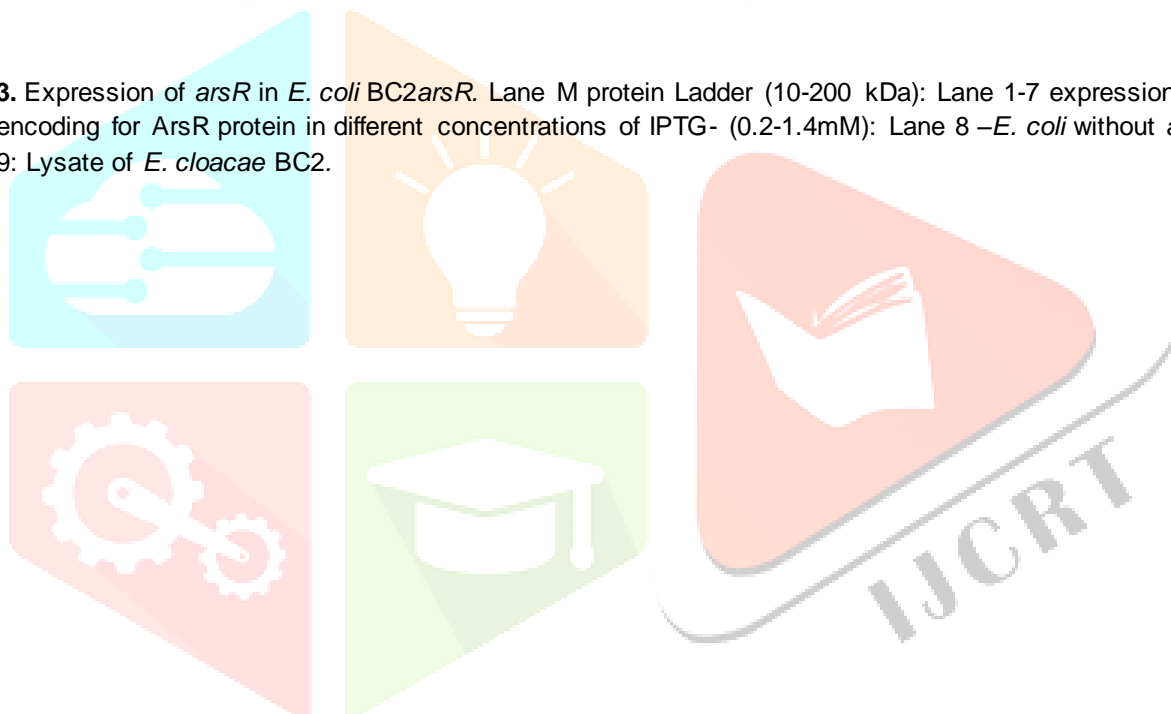 3. Expression of arsR in E. coli BC2arsR. Lane M protein Ladder (10-200 kDa): Lane 1-7 expression
encoding for ArsR protein in different concentrations of IPTG- (0.2-1.4mM): Lane 8 –E. coli without a
9: Lysate of E. cloacae BC2.
IJCRT